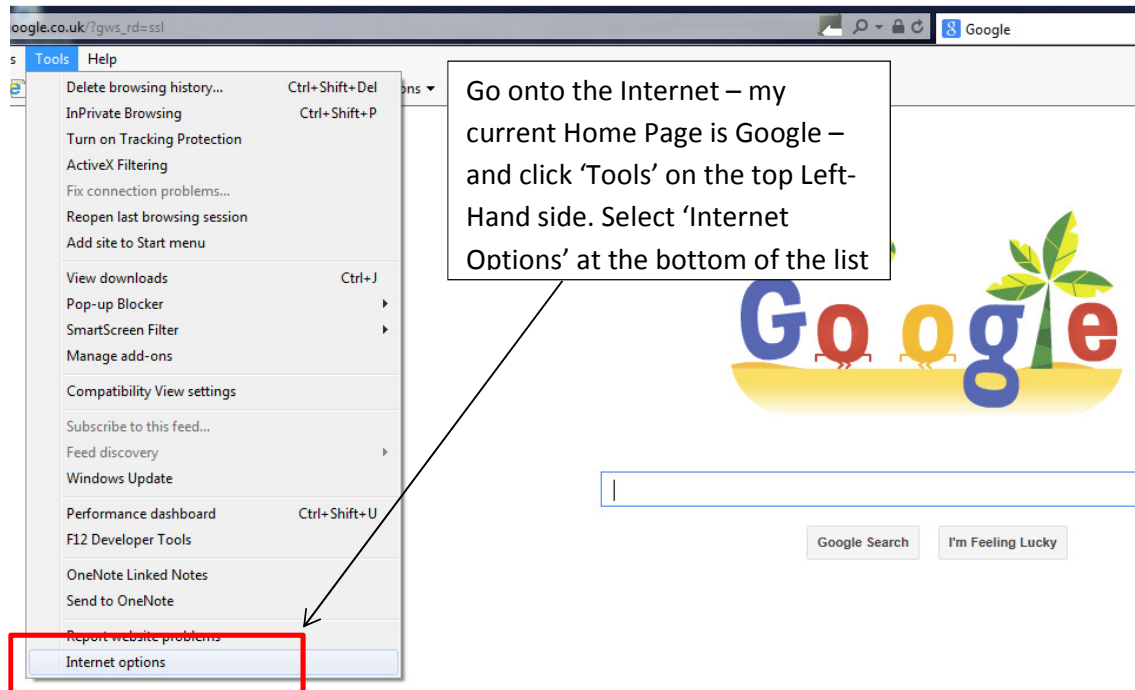 oogle.co.uk/?gws_rd=ssl
Google
s Tools Help
ons
Delete browsing history... Ctrl+Shift+Del
InPrivate Browsing Ctrl+Shift+P
Turn on Tracking Protection
ActiveX Filtering
Fix connection problems...
Reopen last browsing session
Add site to Start menu
View downloads Ctrl+J
Pop-up Blocker
SmartScreen Filter
Manage add-ons
Compatibility View settings
Subscribe to this feed...
Feed discovery
Windows Update
Performance dashboard Ctrl+Shift+U
F12 Developer Tools
OneNote Linked Notes
Send to OneNote
Report website problems
Internet options
Go onto the Internet – my
current Home Page is Google –
and click ‘Tools’ on the top Left-
Hand side. Select ‘Internet
Options’ at the bottom of the list
Google
Google Search I'm Feeling Lucky